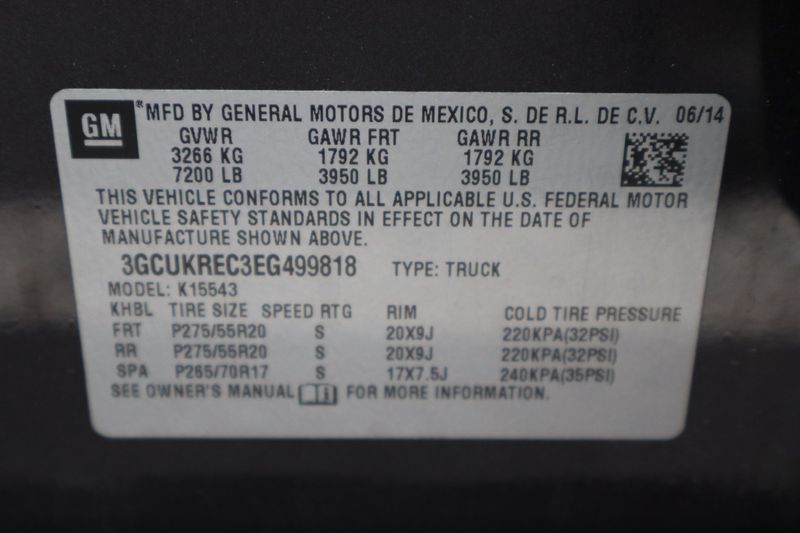 GM ® MFD BY GENERAL MOTORS DE MEXICO, S. DE R.L. DE C.V. 06/14
GVWR GAWR FRT GAWR RR
3266 KG 1792 KG 1792 KG
7200 LB 3950 LB 3950 LB
THIS VEHICLE CONFORMS TO ALL APPLICABLE U.S. FEDERAL MOTOR
VEHICLE SAFETY STANDARDS IN EFFECT ON THE DATE OF
MANUFACTURE SHOWN ABOVE.
3GCUKREC3EG499818 TYPE: TRUCK
MODEL: K15543
KHBL TIRE SIZE SPEED RTG RIM COLD TIRE PRESSURE
FRT P275/55R20 S 20X9J 220KPA(32PSI)
RR P275/55R20 S 20X9J 220KPA(32PSI)
SPA P265/70R17 S 17X7.5J 240KPA(35PSI)
SEE OWNER'S MANUAL FOR MORE INFORMATION.